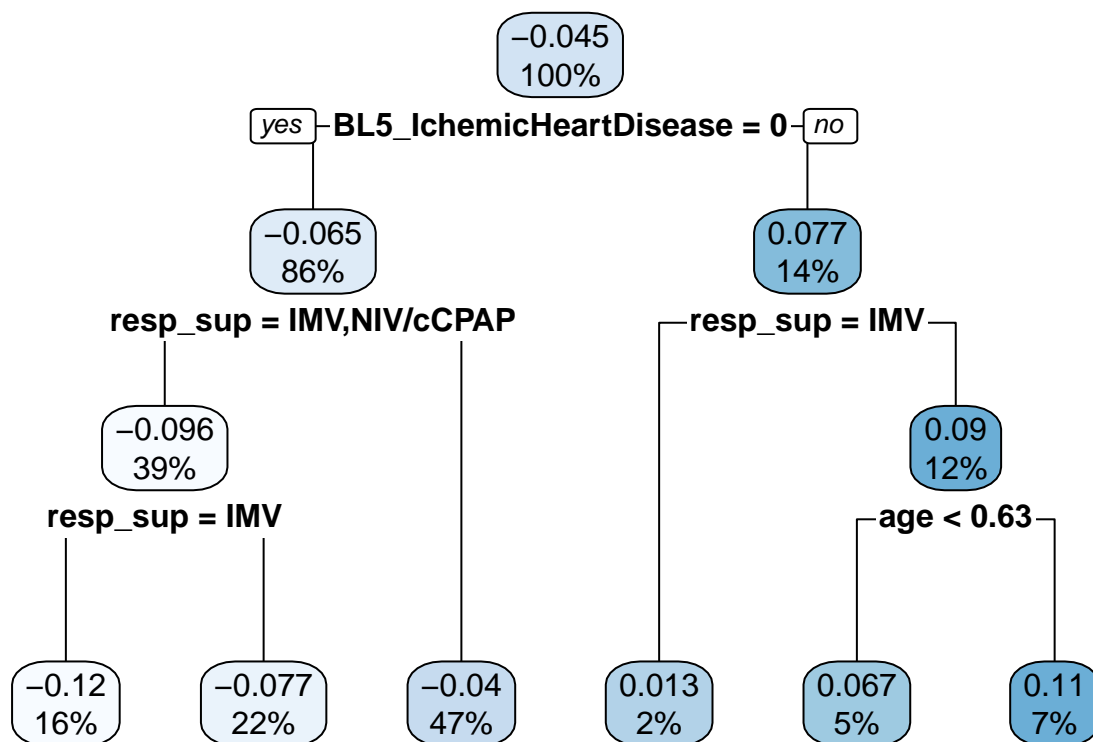 −0.045
100%
yes BL5_IchemicHeartDisease = 0 no
−0.065 0.077
86% 14%
resp_sup = IMV,NIV/cCPAP resp_sup = IMV
−0.096 0.09
39% 12%
resp_sup = IMV age < 0.63
−0.12 −0.077 −0.04 0.013 0.067 0.11
16% 22% 47% 2% 5% 7%